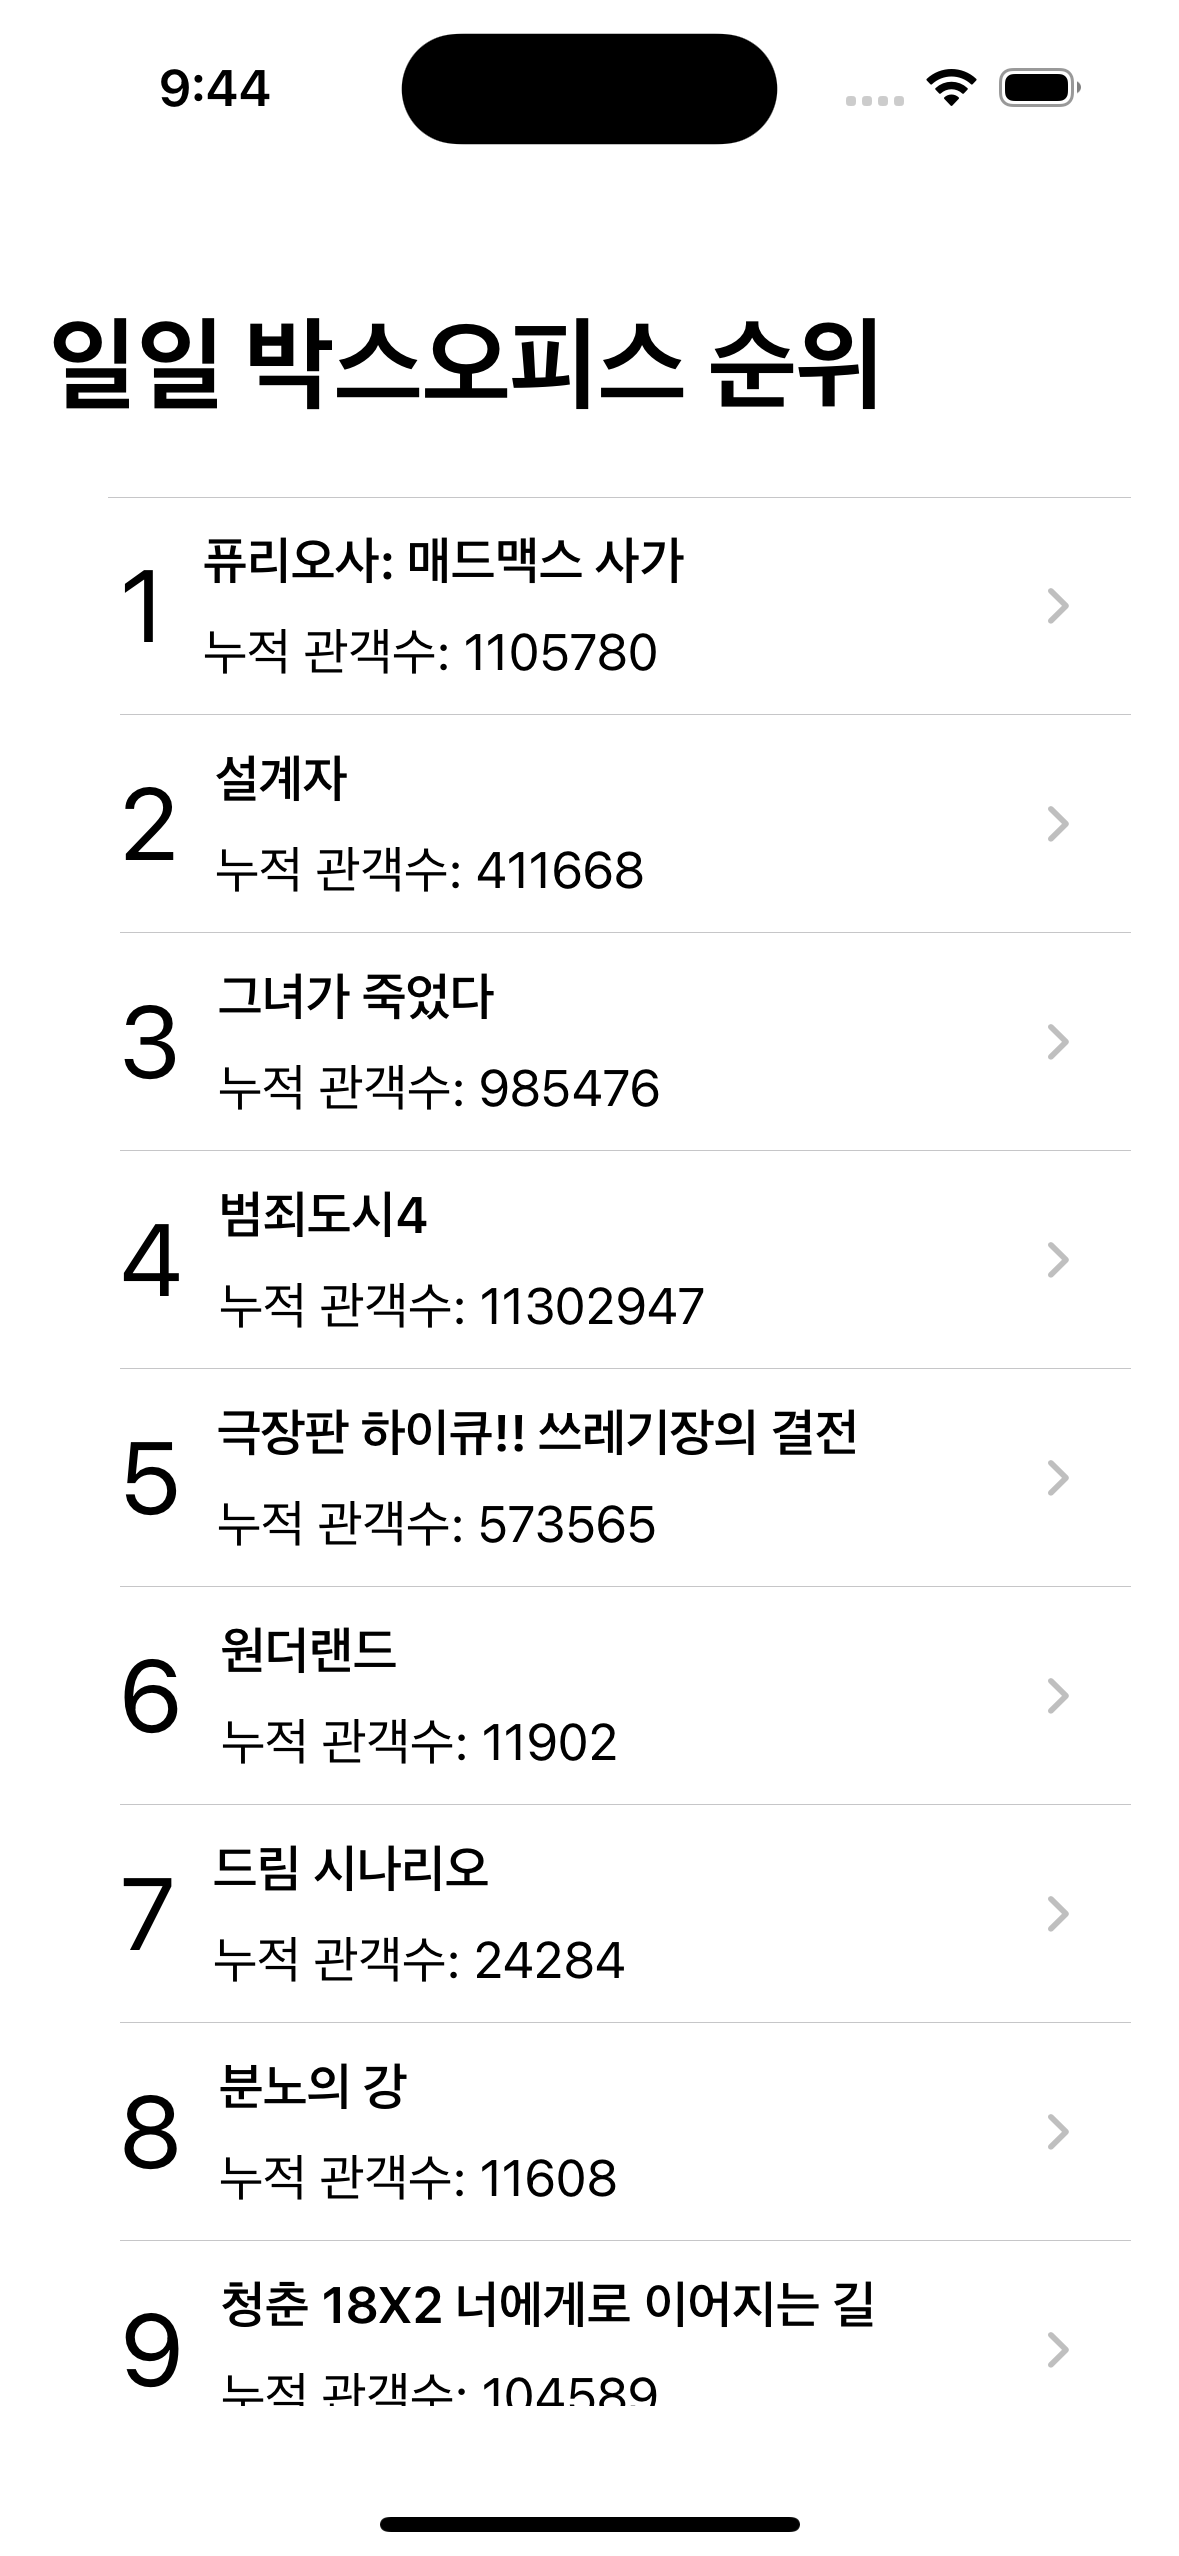 9:44
일일 박스오피스 순위
1
퓨리오사: 매드맥스 사가
누적 관객수: 1105780
2
설계자
누적 관객수: 411668
3
그녀가 죽었다
누적 관객수: 985476
4
범죄도시4
누적 관객수: 11302947
5
극장판 하이큐!! 쓰레기장의 결전
누적 관객수: 573565
6
원더랜드
누적 관객수: 11902
7
드림 시나리오
누적 관객수: 24284
8
분노의 강
누적 관객수: 11608
9
청춘 18X2 너에게로 이어지는 길
누적 관객수: 104589